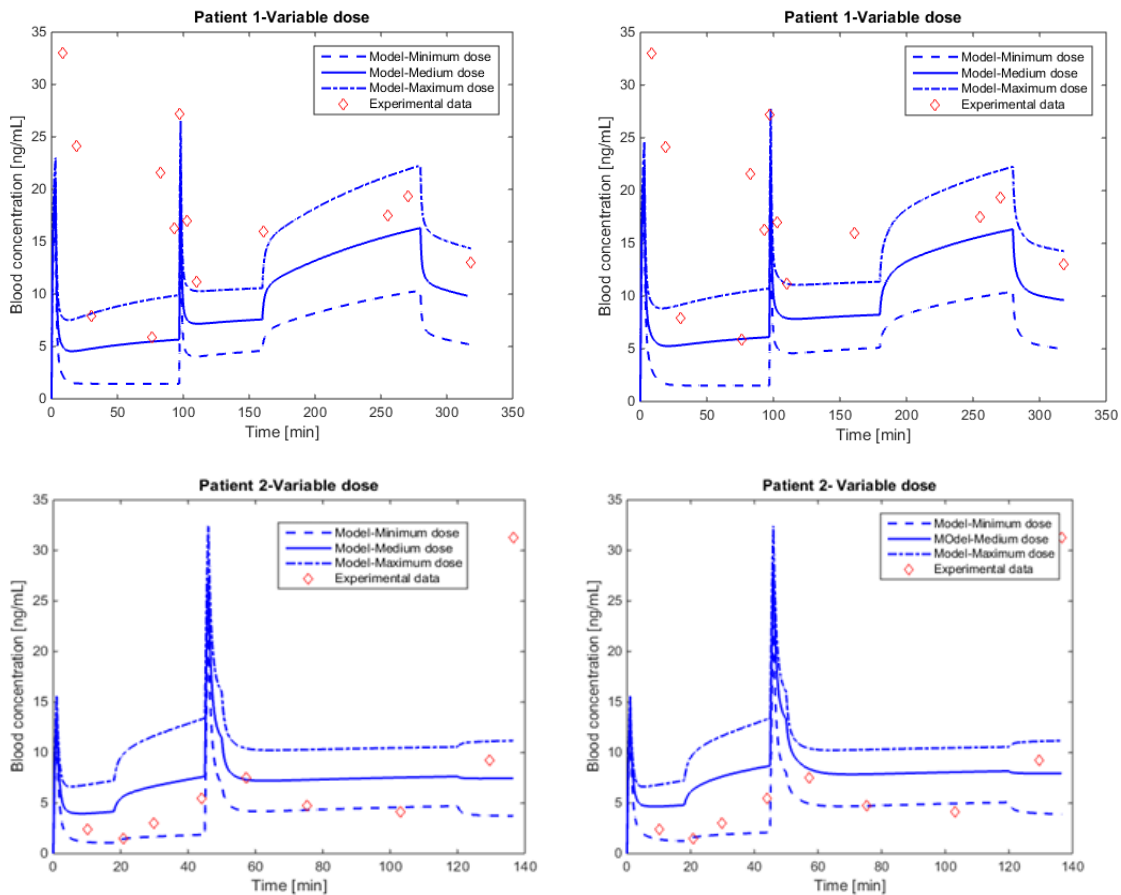 Patient 1-Variable dose
35
30
25
20
15
10
5
0
Blood concentration [ng/mL]
Model-Minimum dose
Model-Medium dose
Model-Maximum dose
Experimental data
0 50 100 150 200 250 300 350
Time [min]
Patient 1-Variable dose
35
30
25
20
15
10
5
0
Blood concentration [ng/mL]
Model-Minimum dose
Model-Medium dose
Model-Maximum dose
Experimental data
0 50 100 150 200 250 300 350
Time [min]
Patient 2-Variable dose
35
30
25
20
15
10
5
0
Blood concentration [ng/mL]
Model-Minimum dose
Model-Medium dose
Model-Maximum dose
Experimental data
0 20 40 60 80 100 120 140
Time [min]
Patient 2- Variable dose
35
30
25
20
15
10
5
0
Blood concentration [ng/mL]
Model-Minimum dose
MOdel-Medium dose
Model-Maximum dose
Experimental data
0 20 40 60 80 100 120 140
Time [min]